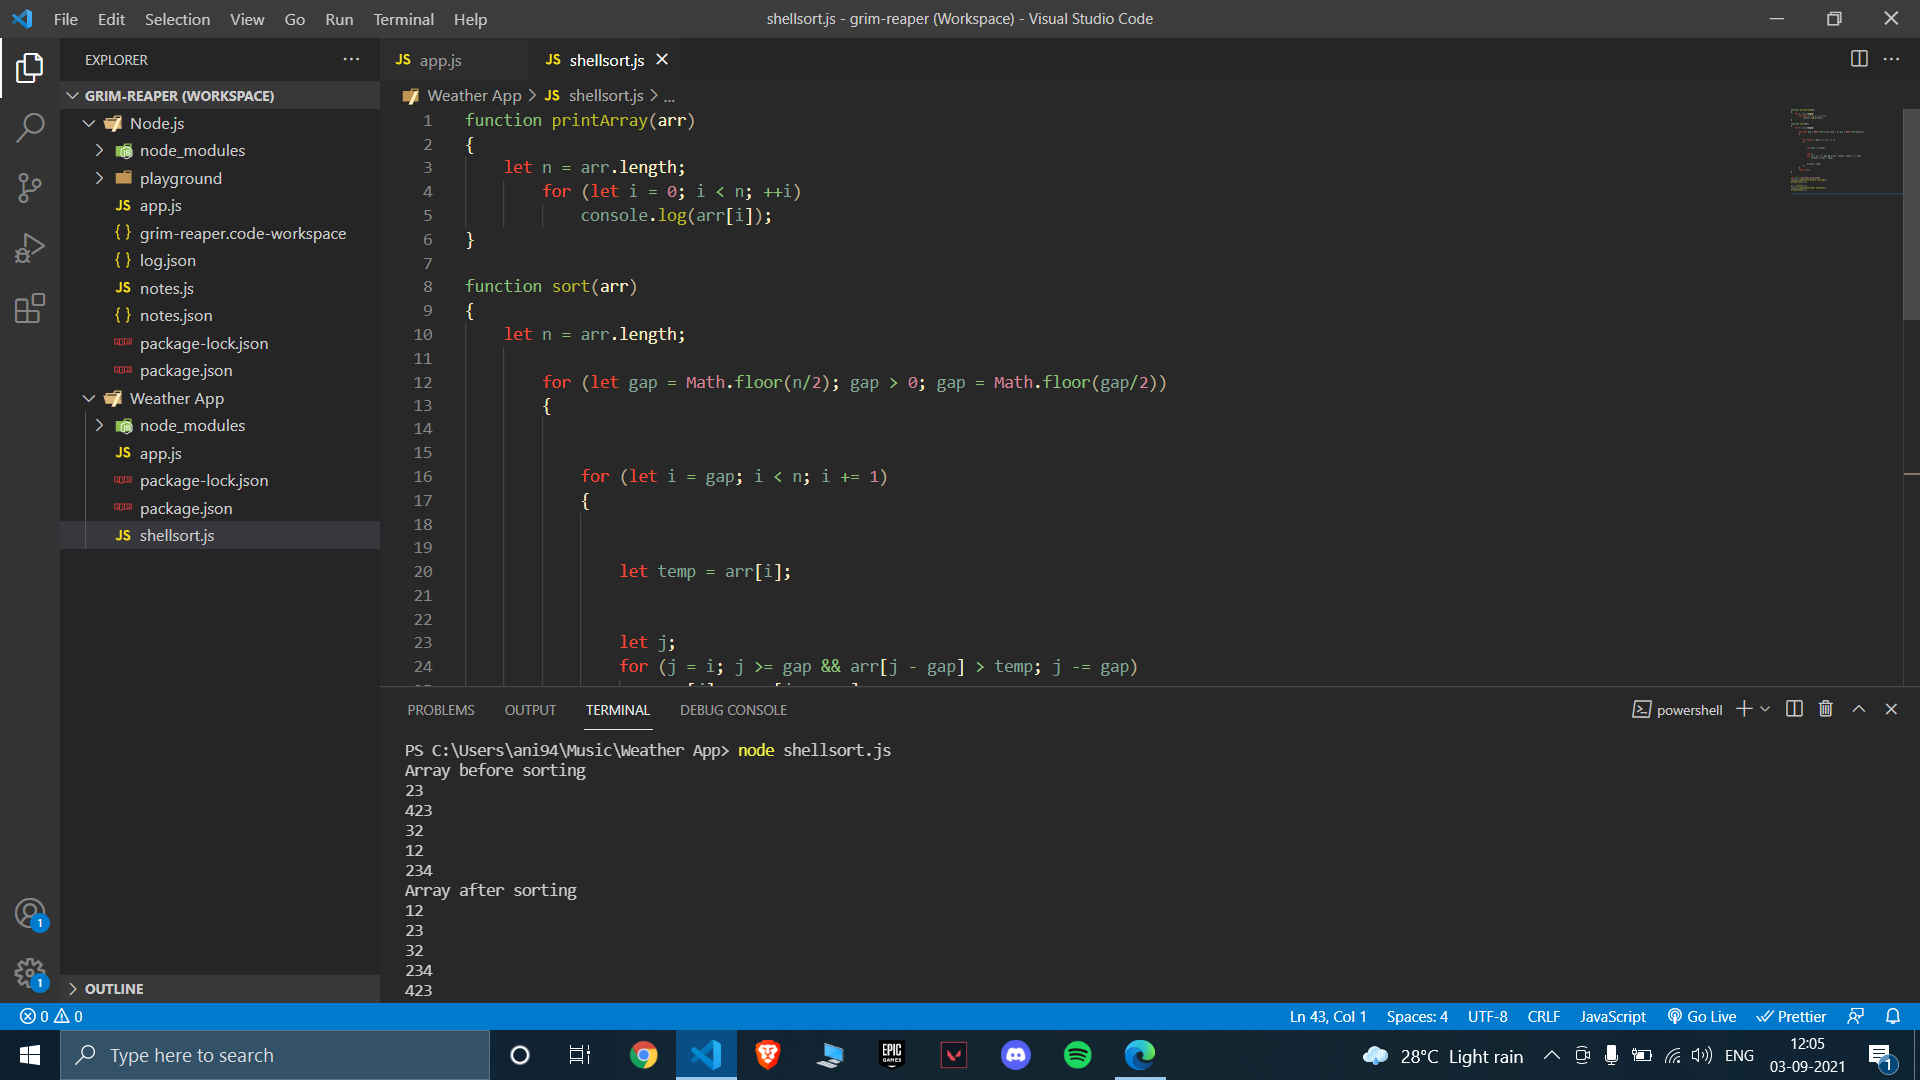 File Edit Selection View Go Run Terminal Help
shellsort.js - grim-reaper (Workspace) - Visual Studio Code
EXPLORER
GRIM-REAPER (WORKSPACE)
Node.js
node_modules
playground
JS app.js
{} grim-reaper.code-workspace
{} log.json
JS notes.js
{} notes.json
package-lock.json
package.json
Weather App
node_modules
JS app.js
package-lock.json
package.json
JS shellsort.js
OUTLINE
JS app.js
JS shellsort.js
Weather App > JS shellsort.js > ...
1 function printArray(arr)
2 {
3 let n = arr.length;
4 for (let i = 0; i < n; ++i)
5 console.log(arr[i]);
6 }
7
8 function sort(arr)
9 {
10 let n = arr.length;
11
12 for (let gap = Math.floor(n/2); gap > 0; gap = Math.floor(gap/2))
13 {
14
15
16 for (let i = gap; i < n; i += 1)
17 {
18
19
20 let temp = arr[i];
21
22
23 let j;
24 for (j = i; j >= gap && arr[j - gap] > temp; j -= gap)
PROBLEMS OUTPUT TERMINAL DEBUG CONSOLE
powershell
PS C:\Users\ani94\Music\Weather App> node shellsort.js
Array before sorting
23
423
32
12
234
Array after sorting
12
23
32
234
423
1
1
0 0
Ln 43, Col 1 Spaces: 4 UTF-8 CRLF JavaScript Go Live Prettier
Type here to search
EPIC GAMES
28°C Light rain
ENG
12:05
03-09-2021
1